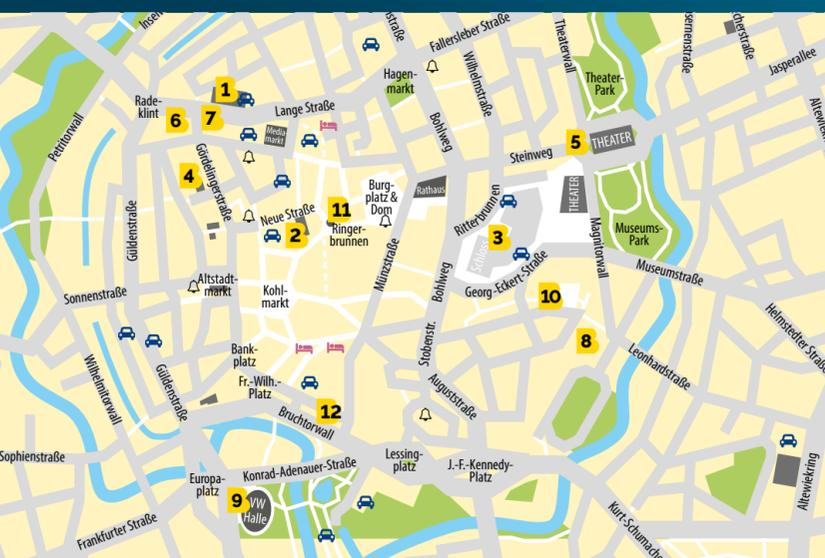 Fallersleber Straße
Theaterwall
Jasperallee
Hagen-
markt
Wilhelmstraße
Theater-
Park
1
Rade-
klint
6
7
Lange Straße
Media-
markt
Petritorwall
Bohlweg
5
THEATER
Steinweg
4
Gördelingerstraße
Burg-
platz &
Dom
Rathaus
THEATER
Güldenstraße
11
Neue Straße
2
Ringer-
brunnen
Ritterbrunnen
3
Schloss
Magnitorwall
Museums-
Park
Museumstraße
Münzstraße
Georg-Eckert-Straße
Bohlweg
Altstadt-
markt
Sonnenstraße
Kohl-
markt
10
8
Helmstedter Straße
Stobenstr.
Leonhardstraße
Bank-
platz
Fr.-Wilh.-
Platz
Wilhelmitorwall
Güldenstraße
Auguststraße
12
Bruchtorwall
Sophienstraße
Lessing-
platz
J.-F.-Kennedy-
Platz
Konrad-Adenauer-Straße
Europa-
platz
9
VW
Halle
Altewiekring
Frankfurter Straße
Kurt-Schumache